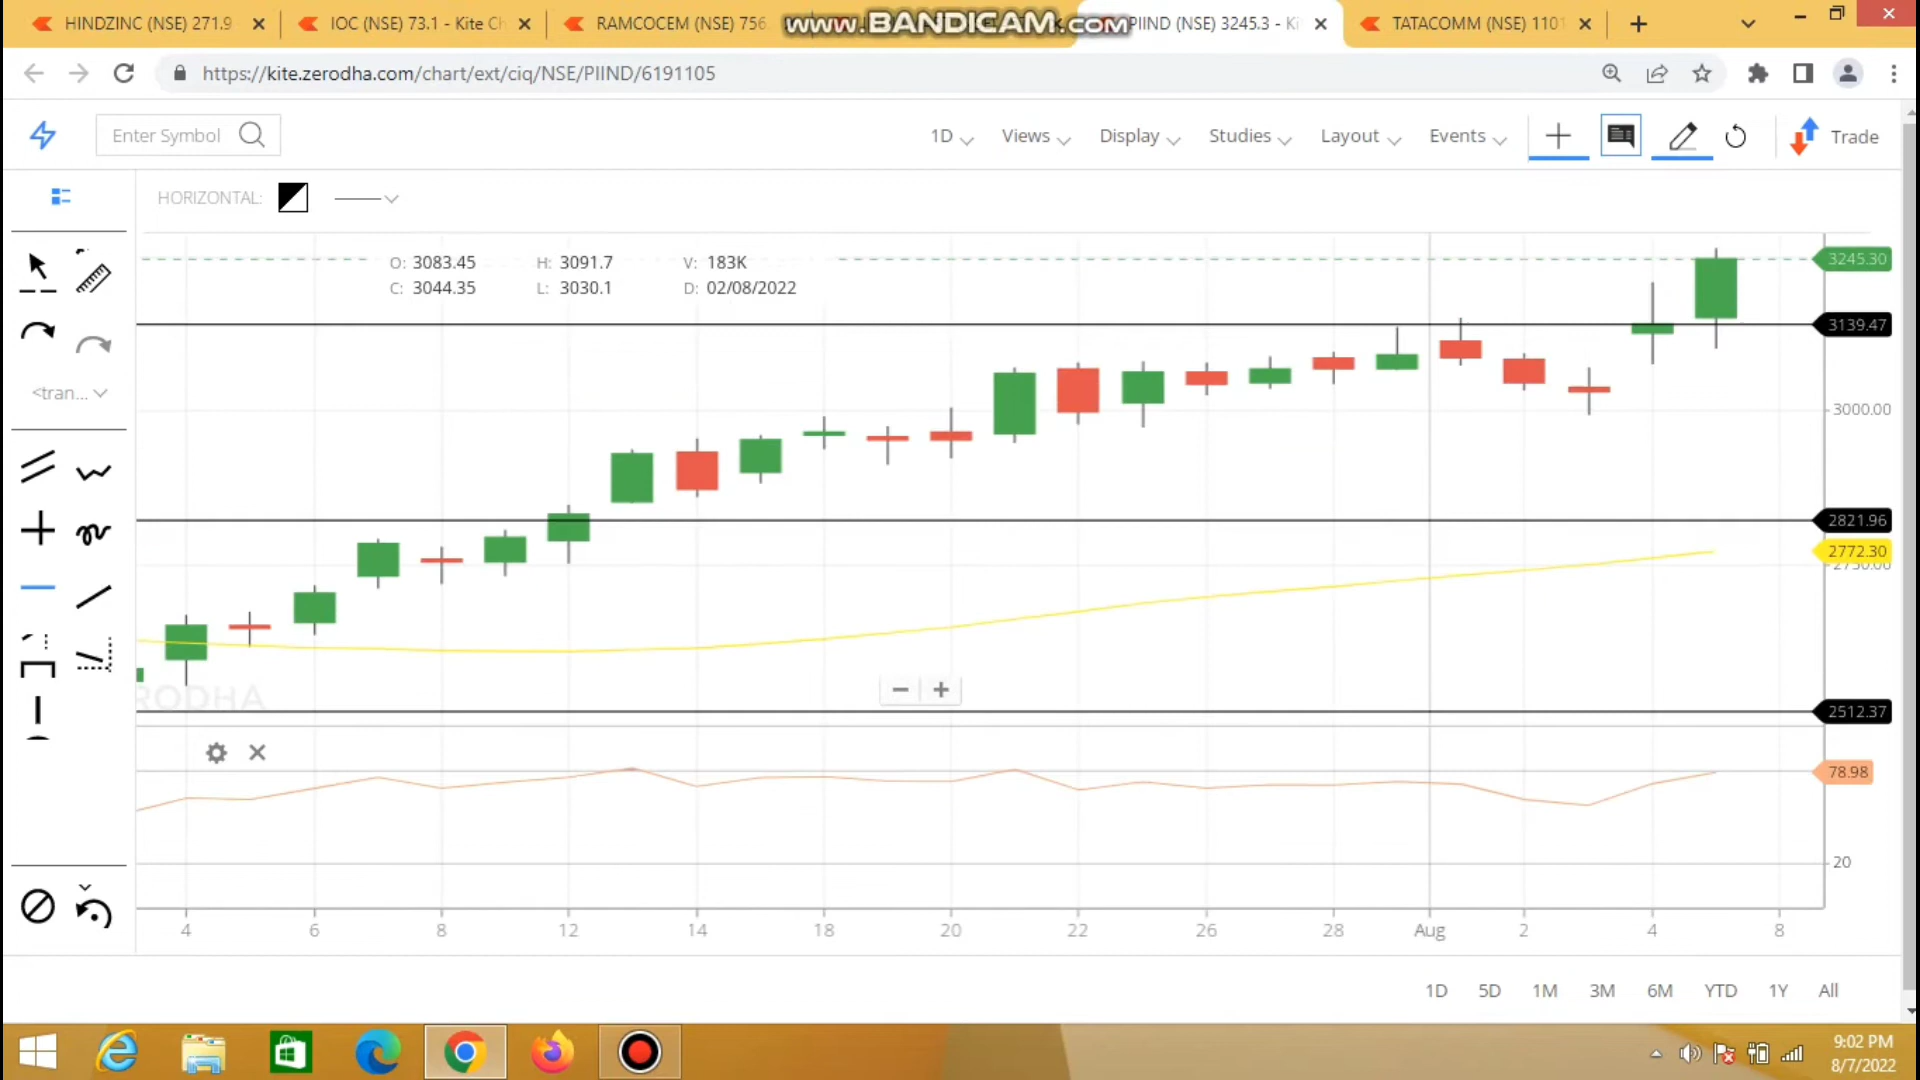 HINDZINC (NSE) 271.9
IOC (NSE) 73.1 - Kite Ch
RAMCOCEM (NSE) 756
www.BANDICAM.com
PIIND (NSE) 3245.3 - Ki
TATACOMM (NSE) 1101
https://kite.zerodha.com/chart/ext/ciq/NSE/PIIND/6191105
Enter Symbol
1D Views Display Studies Layout Events Trade
HORIZONTAL:
O: 3083.45 H: 3091.7 V: 183K
C: 3044.35 L: 3030.1 D: 02/08/2022
<tran...
3245.30
3139.47
3000.00
2821.96
2772.30
2750.00
RODHA
2512.37
78.98
20
4 6 8 12 14 18 20 22 26 28 Aug 2 4 8
1D 5D 1M 3M 6M YTD 1Y All
9:02 PM
8/7/2022